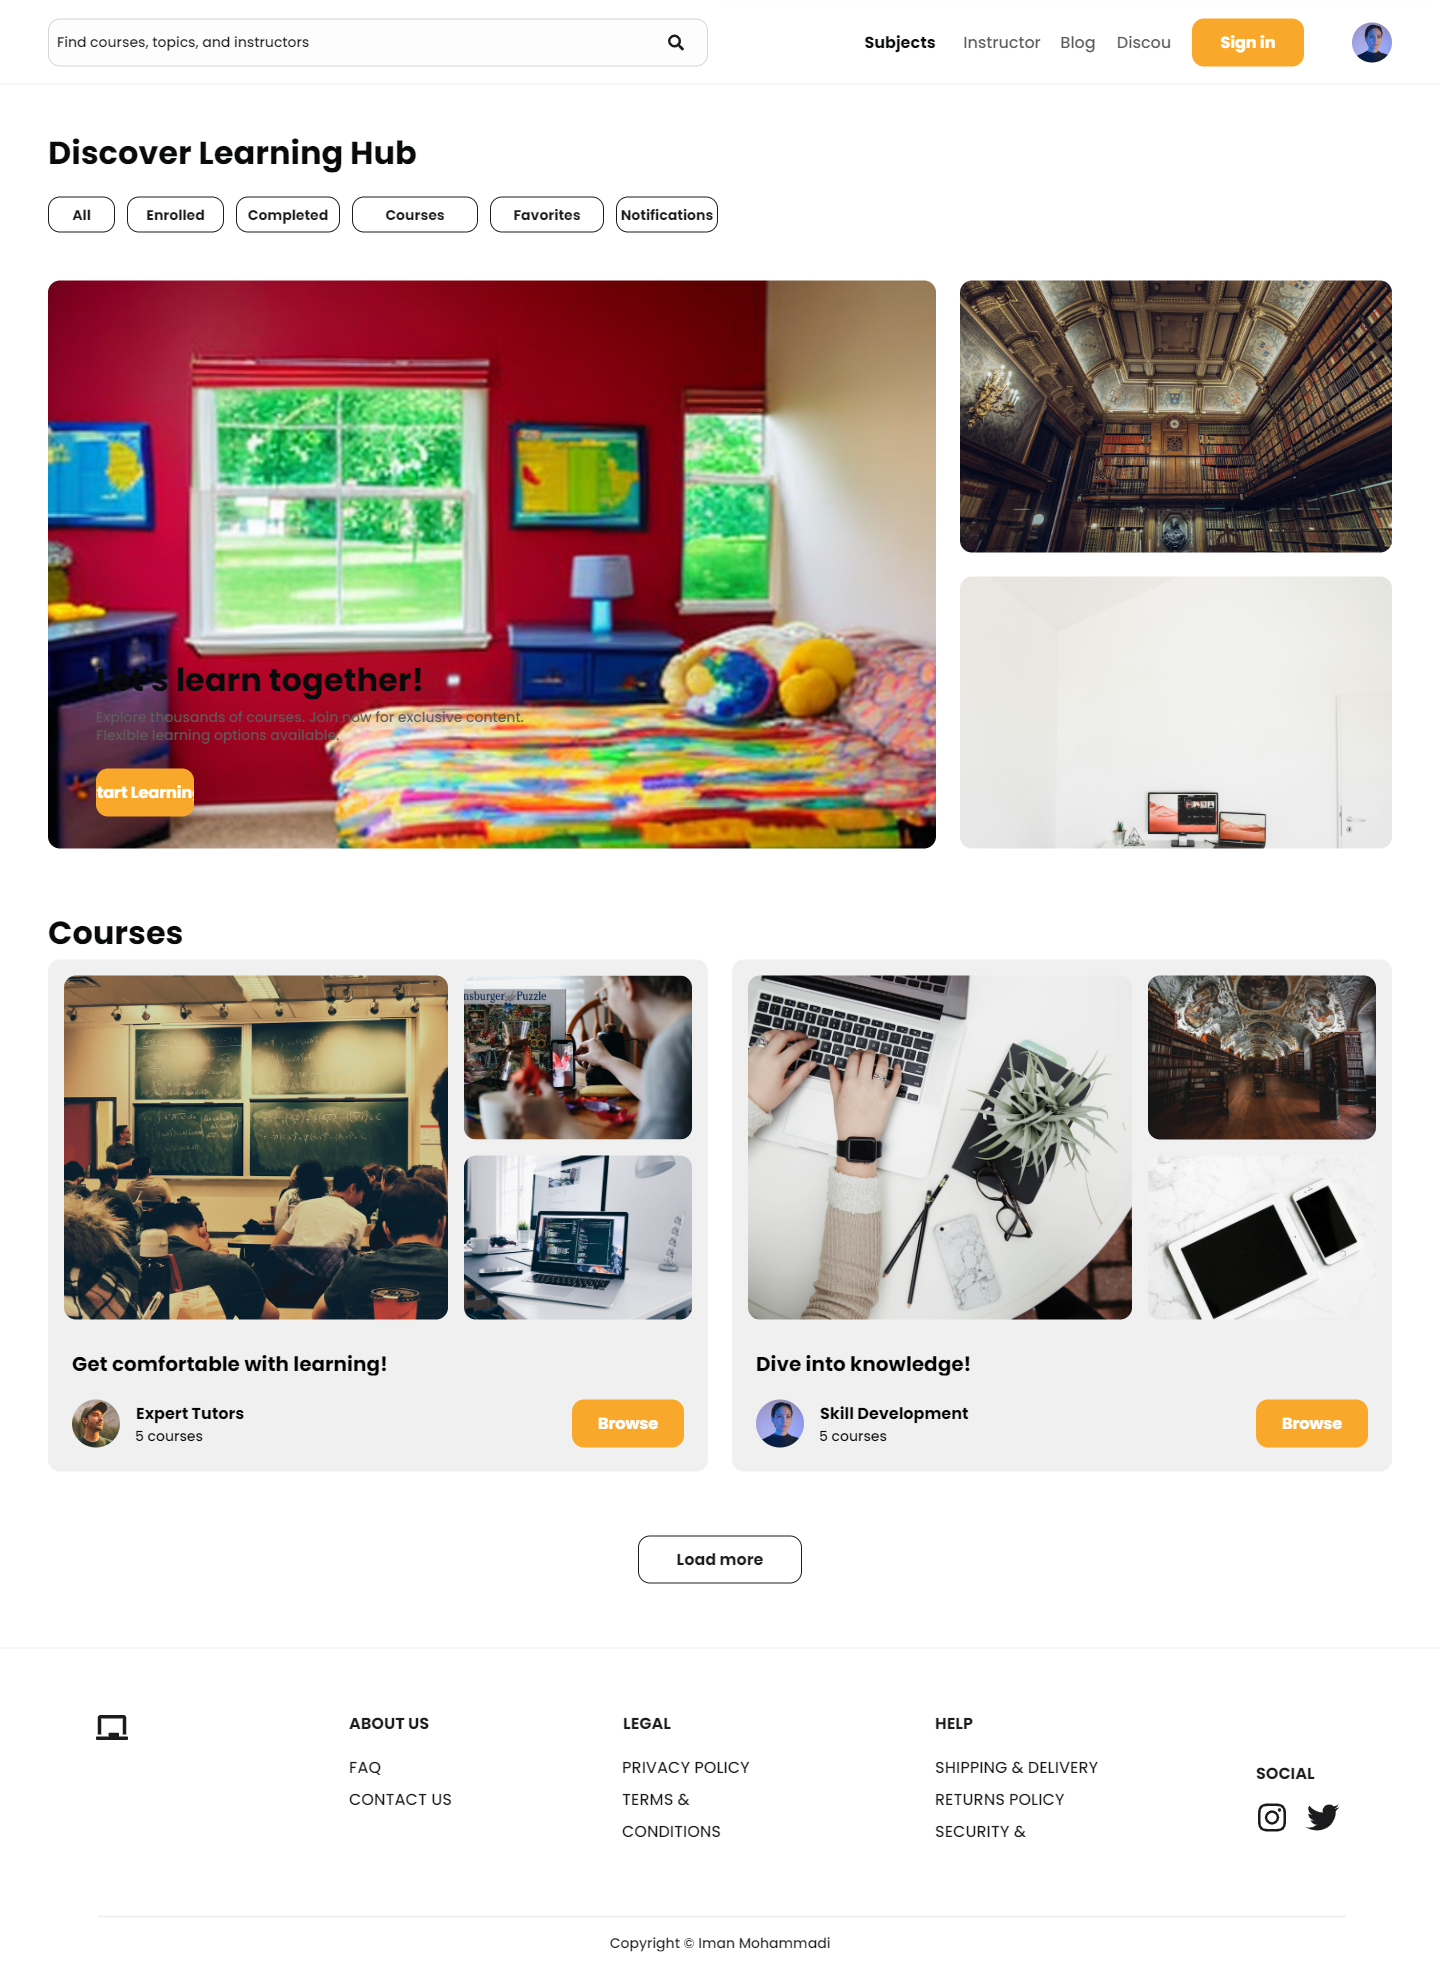 Find courses, topics, and instructors
Subjects
Instructor
Blog
Discou
Sign in
Discover Learning Hub
All
Enrolled
Completed
Courses
Favorites
Notifications
Let's learn together!
Explore thousands of courses. Join now for exclusive content.
Flexible learning options available.
tart Learnin
Courses
nsburger Puzzle
Get comfortable with learning!
Expert Tutors
5 courses
Browse
Dive into knowledge!
Skill Development
5 courses
Browse
Load more
ABOUT US
FAQ
CONTACT US
LEGAL
PRIVACY POLICY
TERMS &
CONDITIONS
HELP
SHIPPING & DELIVERY
RETURNS POLICY
SECURITY &
SOCIAL
Copyright © Iman Mohammadi